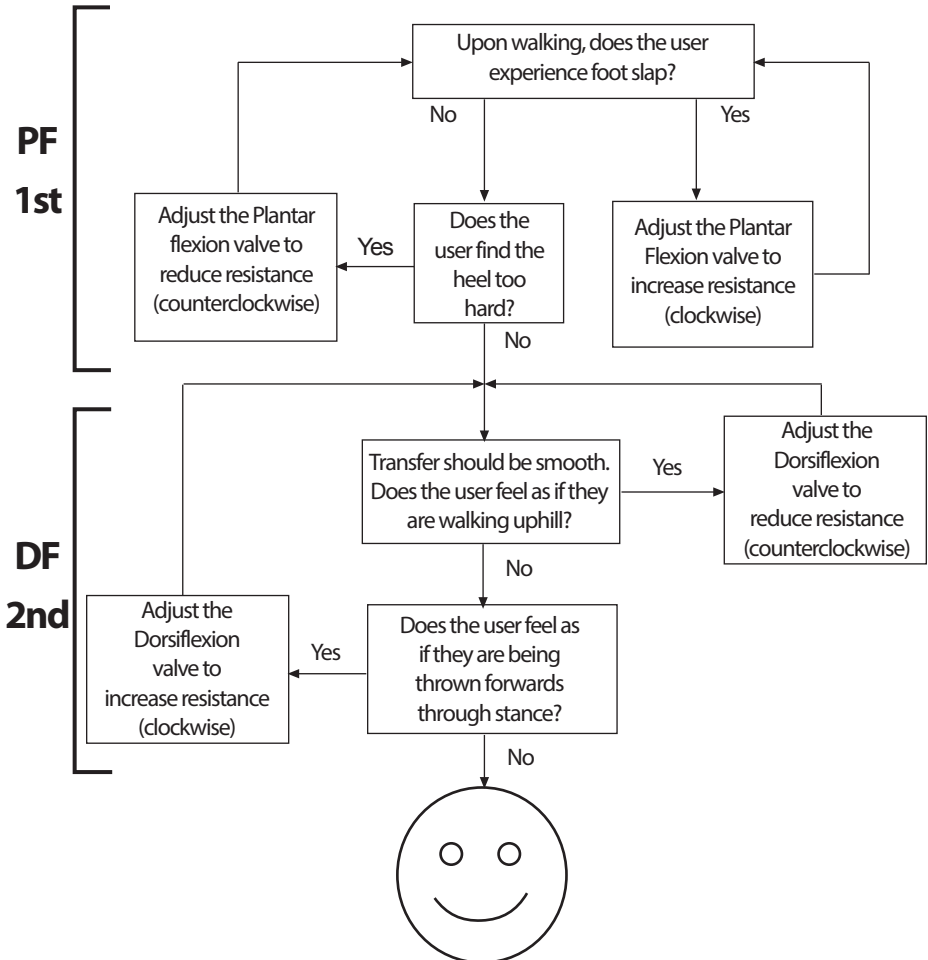 Upon walking, does the user
experience foot slap?
No
Yes
PF
1st
Adjust the Plantar
flexion valve to
reduce resistance
(counterclockwise)
Yes
Does the
user find the
heel too
hard?
Adjust the Plantar
Flexion valve to
increase resistance
(clockwise)
No
DF
2nd
Transfer should be smooth.
Does the user feel as if they
are walking uphill?
Yes
Adjust the
Dorsiflexion
valve to
reduce resistance
(counterclockwise)
No
Adjust the
Dorsiflexion
valve to
increase resistance
(clockwise)
Yes
Does the user feel as
if they are being
thrown forwards
through stance?
No